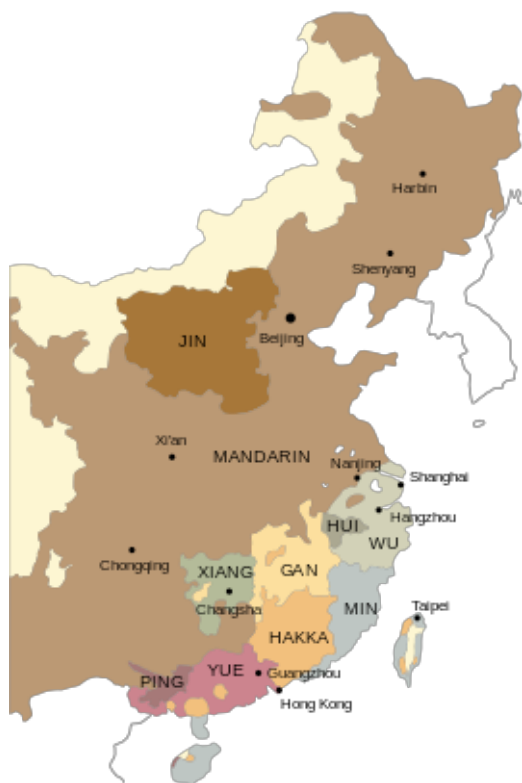 Harbin
Shenyang
Beijing
JIN
Xi'an
MANDARIN
Nanjing
Shanghai
Hangzhou
HUI
WU
Chongqing
XIANG
GAN
Changsha
MIN
Taipei
HAKKA
YUE
Guangzhou
PING
Hong Kong